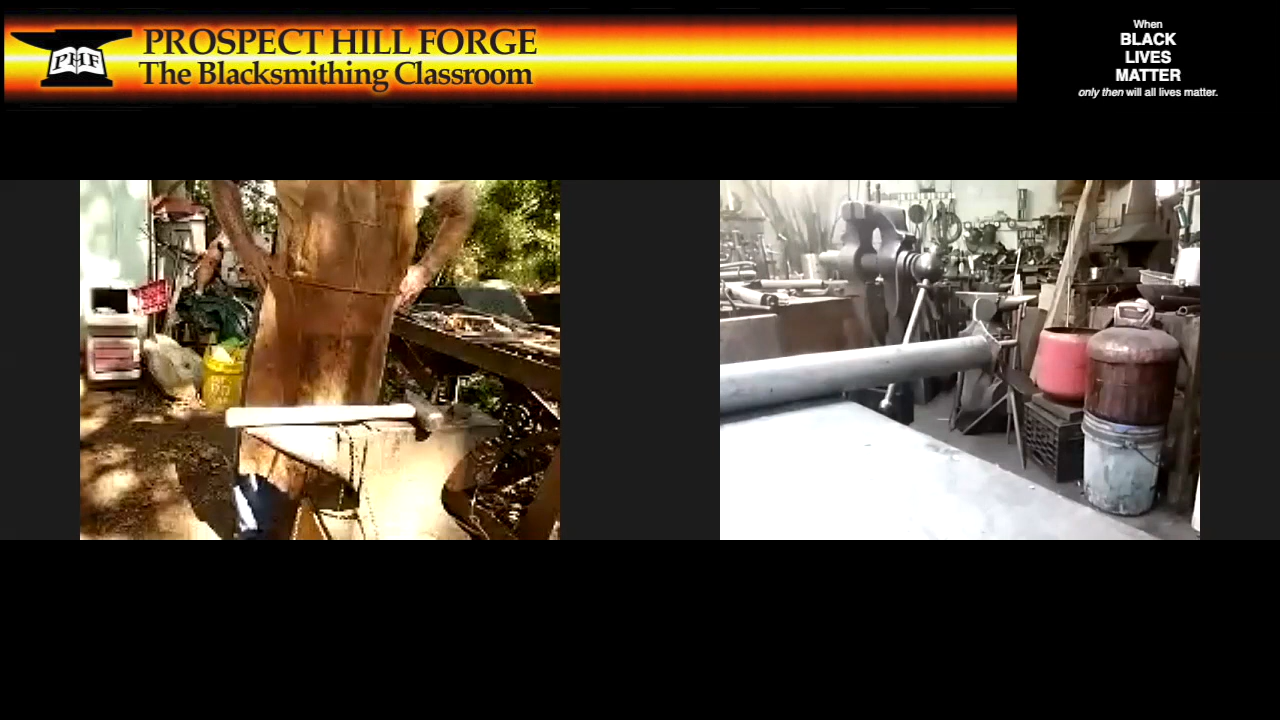 PHF
PROSPECT HILL FORGE
The Blacksmithing Classroom
When
BLACK
LIVES
MATTER
only then will all lives matter.